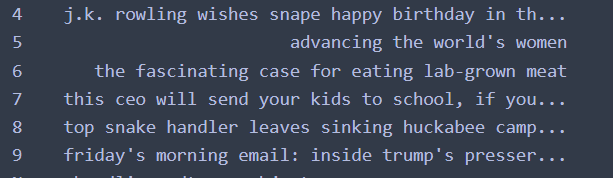 4 j.k. rowling wishes snape happy birthday in th...
5 advancing the world's women
6 the fascinating case for eating lab-grown meat
7 this ceo will send your kids to school, if you...
8 top snake handler leaves sinking huckabee camp...
9 friday's morning email: inside trump's presser...